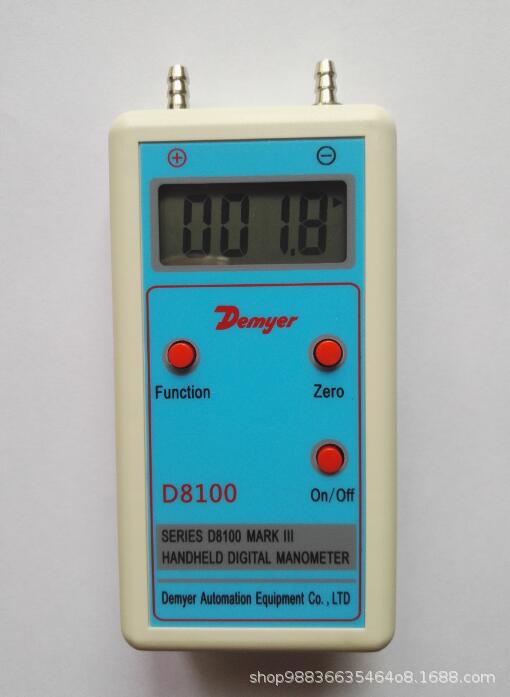 + −
001.8
Demyer
Function Zero
D8100 On/Off
SERIES D8100 MARK III
HANDHELD DIGITAL MANOMETER
Demyer Automation Equipment Co.,LTD
shop98836635464o8.1688.com